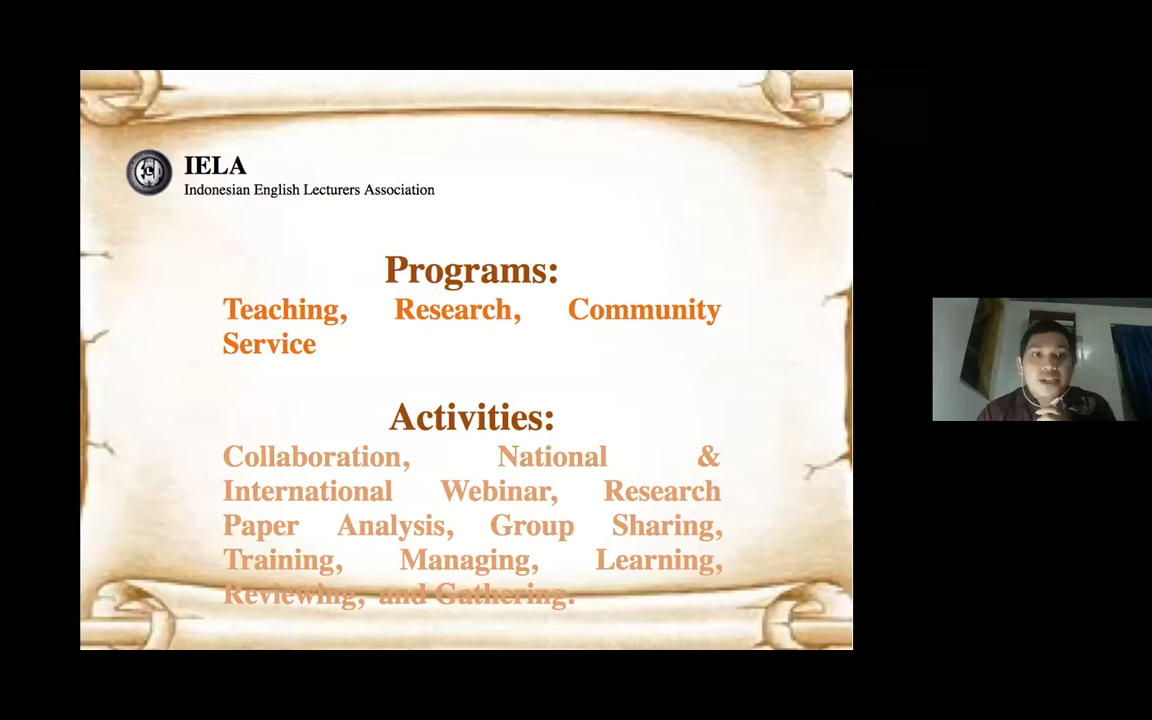 IELA
Indonesian English Lecturers Association
Programs:
Teaching, Research, Community
Service
Activities:
Collaboration, National &
International Webinar, Research
Paper Analysis, Group Sharing,
Training, Managing, Learning,
Reviewing, and Gathering.